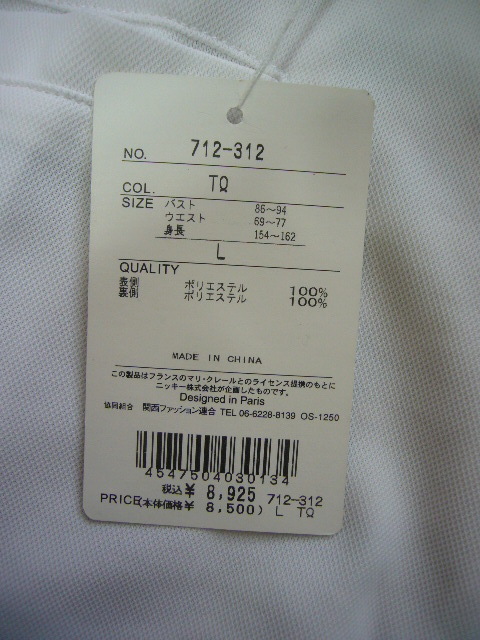 NO. 712-312
COL. TQ
SIZE バスト 86〜94
ウエスト 69〜77
身長 154〜162
L
QUALITY
表側 ポリエステル 100%
裏側 ポリエステル 100%
MADE IN CHINA
この製品はフランスのマリ・クレールとのライセンス提携のもとに
ニッキー株式会社が企画したものです。
Designed in Paris
協同組合 関西ファッション連合 TEL 06-6228-8139 OS-1250
4547504030134
税込¥ 8,925 712-312
PRICE(本体価格¥ 8,500) L TQ